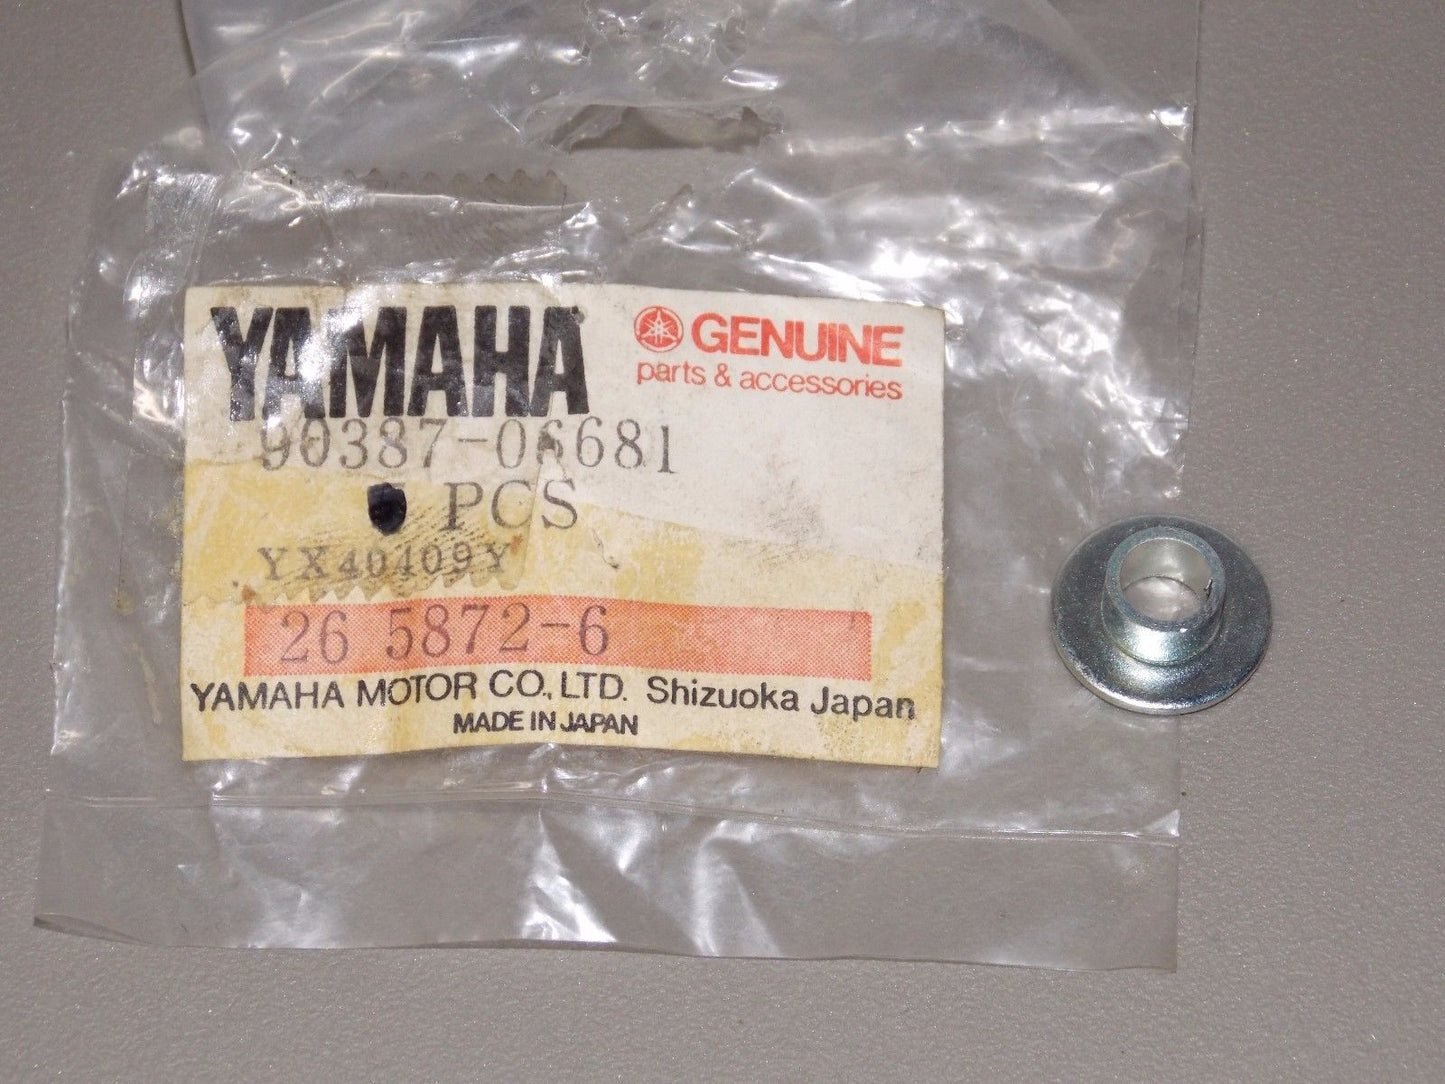 YAMAHA
GENUINE
parts & accessories
90387-06681
PCS
YX40409Y
26 5872-6
YAMAHA MOTOR CO., LTD. Shizuoka Japan
MADE IN JAPAN